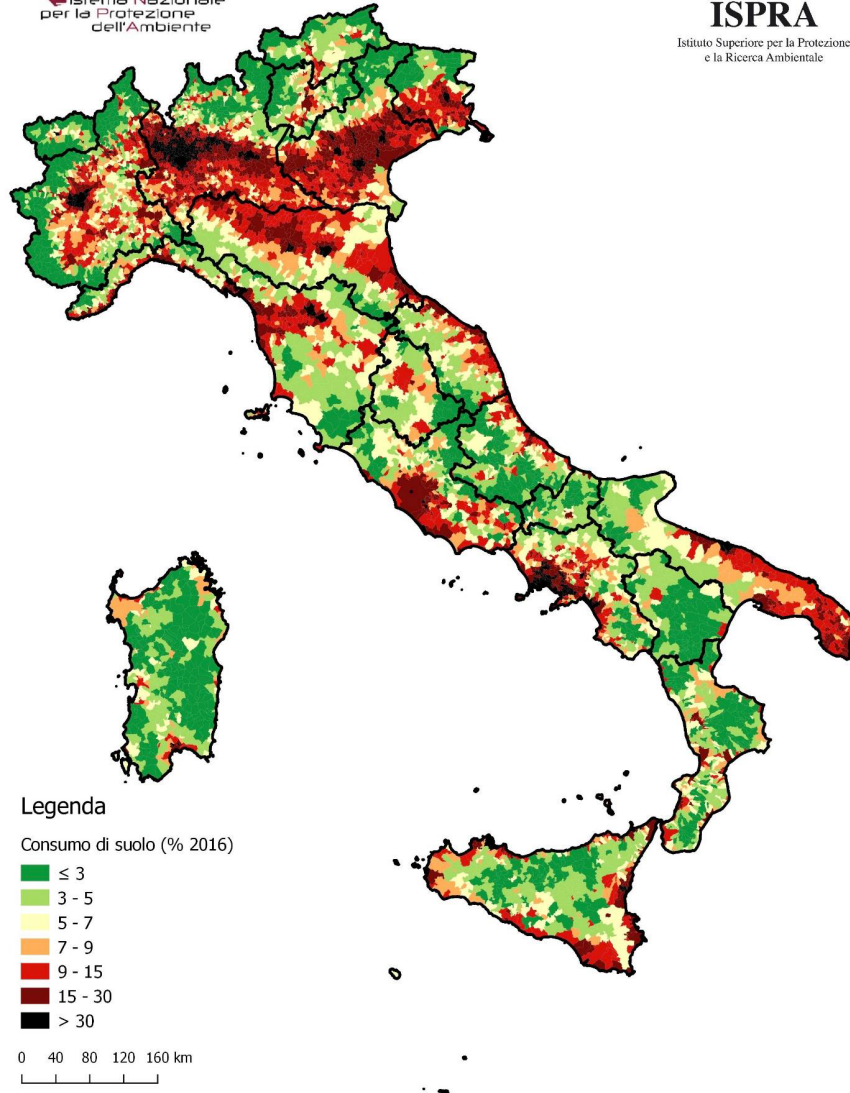 per la Protezione
dell'Ambiente
ISPRA
Istituto Superiore per la Protezione
e la Ricerca Ambientale
Legenda
Consumo di suolo (% 2016)
≤ 3
3 - 5
5 - 7
7 - 9
9 - 15
15 - 30
> 30
0 40 80 120 160 km